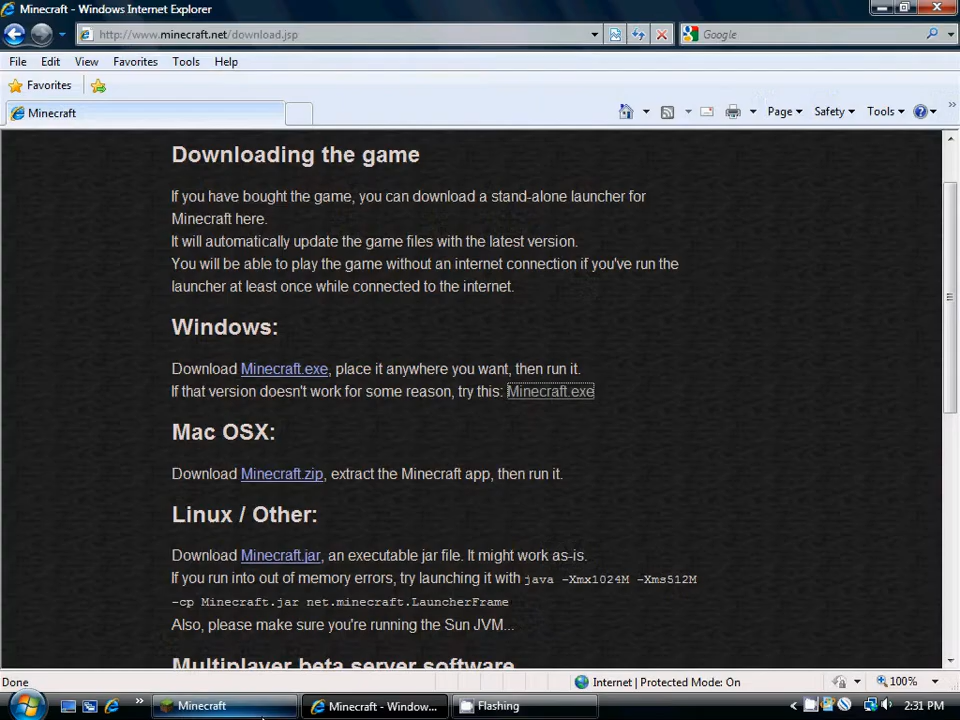 Minecraft - Windows Internet Explorer
http://www.minecraft.net/download.jsp
Google
File Edit View Favorites Tools Help
Favorites
Minecraft
Page Safety Tools
Downloading the game
If you have bought the game, you can download a stand-alone launcher for
Minecraft here.
It will automatically update the game files with the latest version.
You will be able to play the game without an internet connection if you've run the
launcher at least once while connected to the internet.
Windows:
Download Minecraft.exe, place it anywhere you want, then run it.
If that version doesn't work for some reason, try this: Minecraft.exe
Mac OSX:
Download Minecraft.zip, extract the Minecraft app, then run it.
Linux / Other:
Download Minecraft.jar, an executable jar file. It might work as-is.
If you run into out of memory errors, try launching it with java -Xmx1024M -Xms512M
-cp Minecraft.jar net.minecraft.LauncherFrame
Also, please make sure you're running the Sun JVM...
Multiplayer beta server software
Done
Internet | Protected Mode: On
100%
Minecraft
Minecraft - Window...
Flashing
2:31 PM